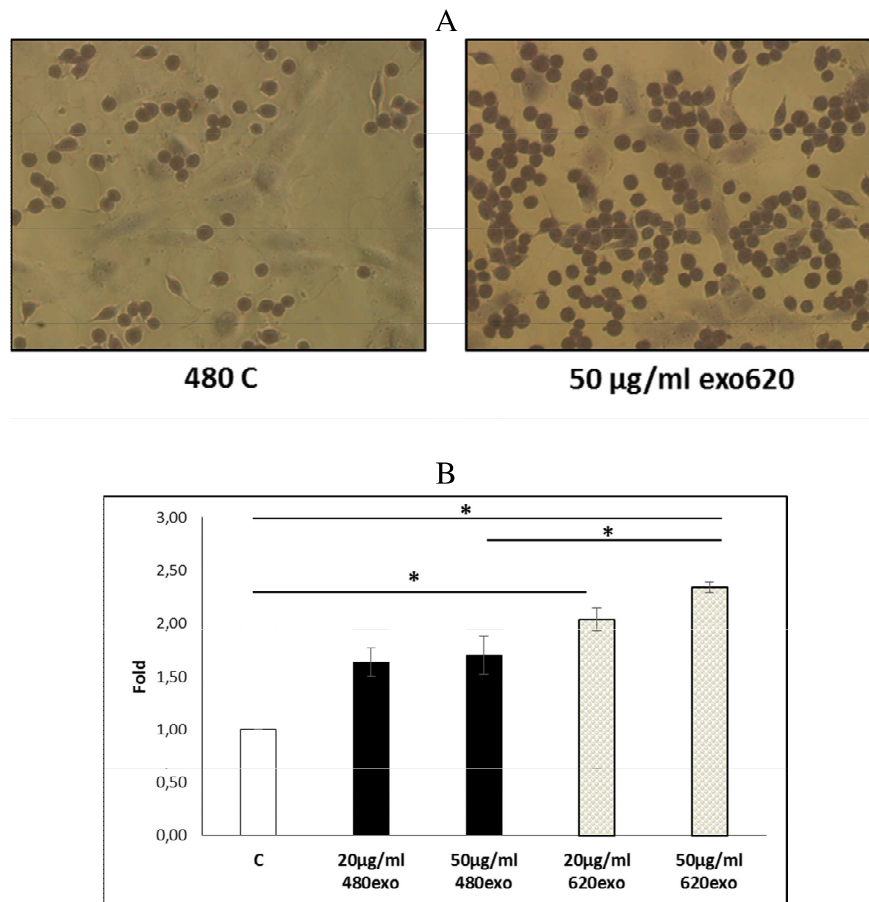 A
480 C
50 µg/ml exo620
B
3,00
2,50
2,00
1,50
1,00
0,50
0,00
Fold
*
*
*
C
20µg/ml
480exo
50µg/ml
480exo
20µg/ml
620exo
50µg/ml
620exo